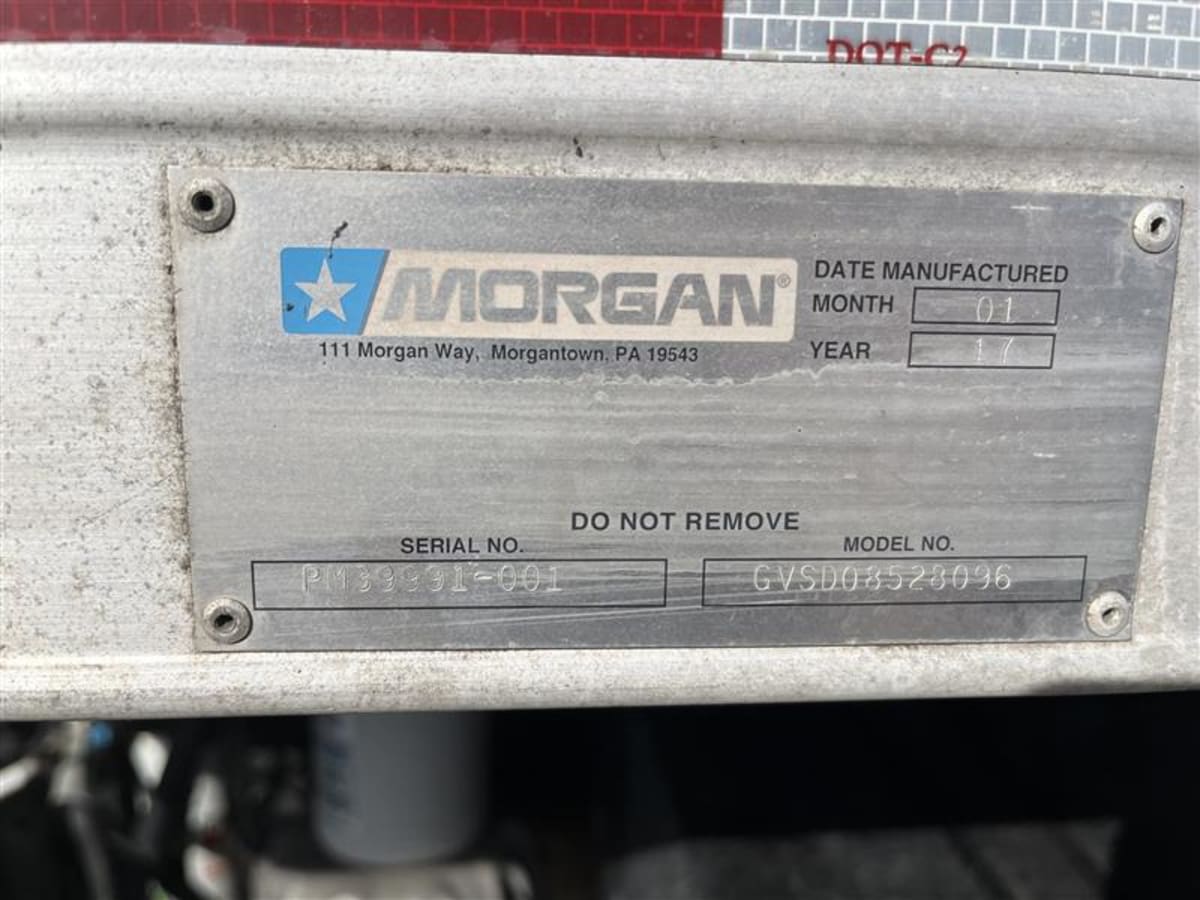 DOT-C2
MORGAN®
111 Morgan Way, Morgantown, PA 19543
DATE MANUFACTURED
MONTH 01
YEAR 17
DO NOT REMOVE
SERIAL NO.
PM39991-001
MODEL NO.
GVSD08528096